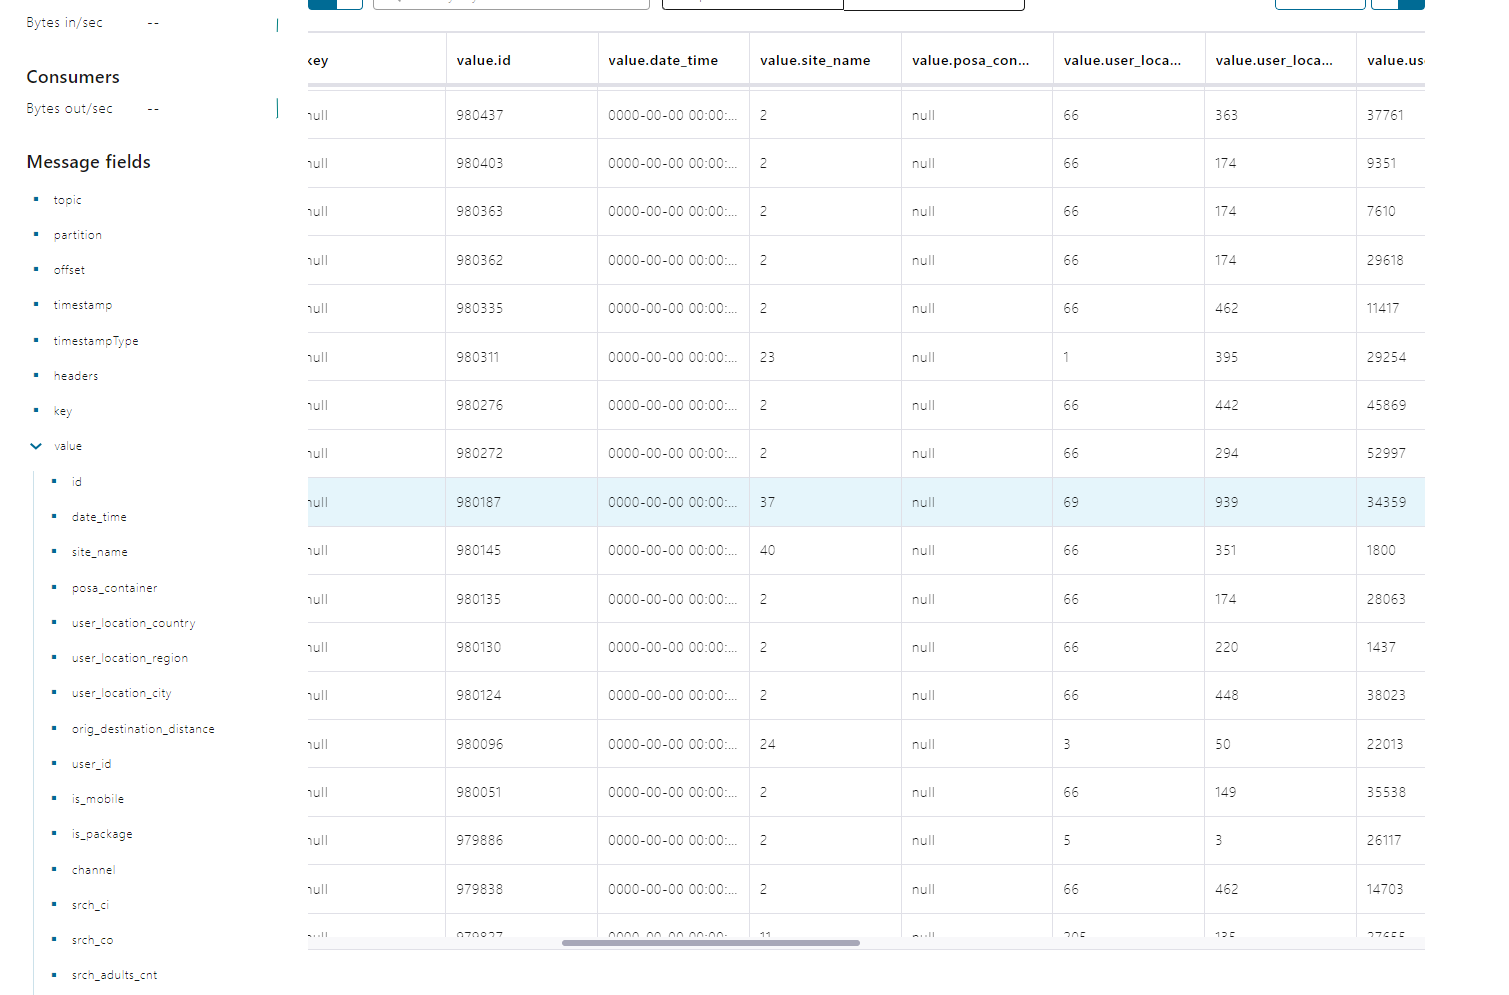 Bytes in/sec --
Consumers
Bytes out/sec --
Message fields
topic
partition
offset
timestamp
timestampType
headers
key
value
id
date_time
site_name
posa_container
user_location_country
user_location_region
user_location_city
orig_destination_distance
user_id
is_mobile
is_package
channel
srch_ci
srch_co
srch_adults_cnt
key value.id value.date_time value.site_name value.posa_con... value.user_loca... value.user_loca... value.us
null 980437 0000-00-00 00:00:... 2 null 66 363 37761
null 980403 0000-00-00 00:00:... 2 null 66 174 9351
null 980363 0000-00-00 00:00:... 2 null 66 174 7610
null 980362 0000-00-00 00:00:... 2 null 66 174 29618
null 980335 0000-00-00 00:00:... 2 null 66 462 11417
null 980311 0000-00-00 00:00:... 23 null 1 395 29254
null 980276 0000-00-00 00:00:... 2 null 66 442 45869
null 980272 0000-00-00 00:00:... 2 null 66 294 52997
null 980187 0000-00-00 00:00:... 37 null 69 939 34359
null 980145 0000-00-00 00:00:... 40 null 66 351 1800
null 980135 0000-00-00 00:00:... 2 null 66 174 28063
null 980130 0000-00-00 00:00:... 2 null 66 220 1437
null 980124 0000-00-00 00:00:... 2 null 66 448 38023
null 980096 0000-00-00 00:00:... 24 null 3 50 22013
null 980051 0000-00-00 00:00:... 2 null 66 149 35538
null 979886 0000-00-00 00:00:... 2 null 5 3 26117
null 979838 0000-00-00 00:00:... 2 null 66 462 14703
null 979827 0000-00-00 00:00:. 11 null 205 135 27655